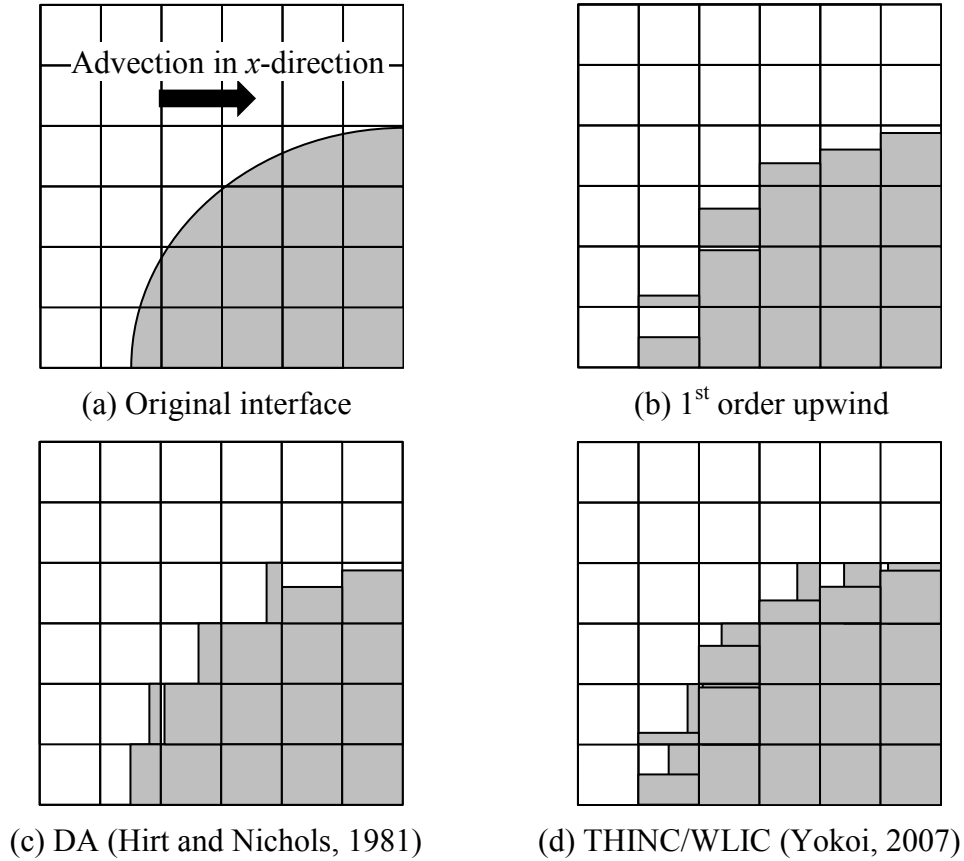 Advection in x-direction
(a) Original interface
(b) 1st order upwind
(c) DA (Hirt and Nichols, 1981)
(d) THINC/WLIC (Yokoi, 2007)